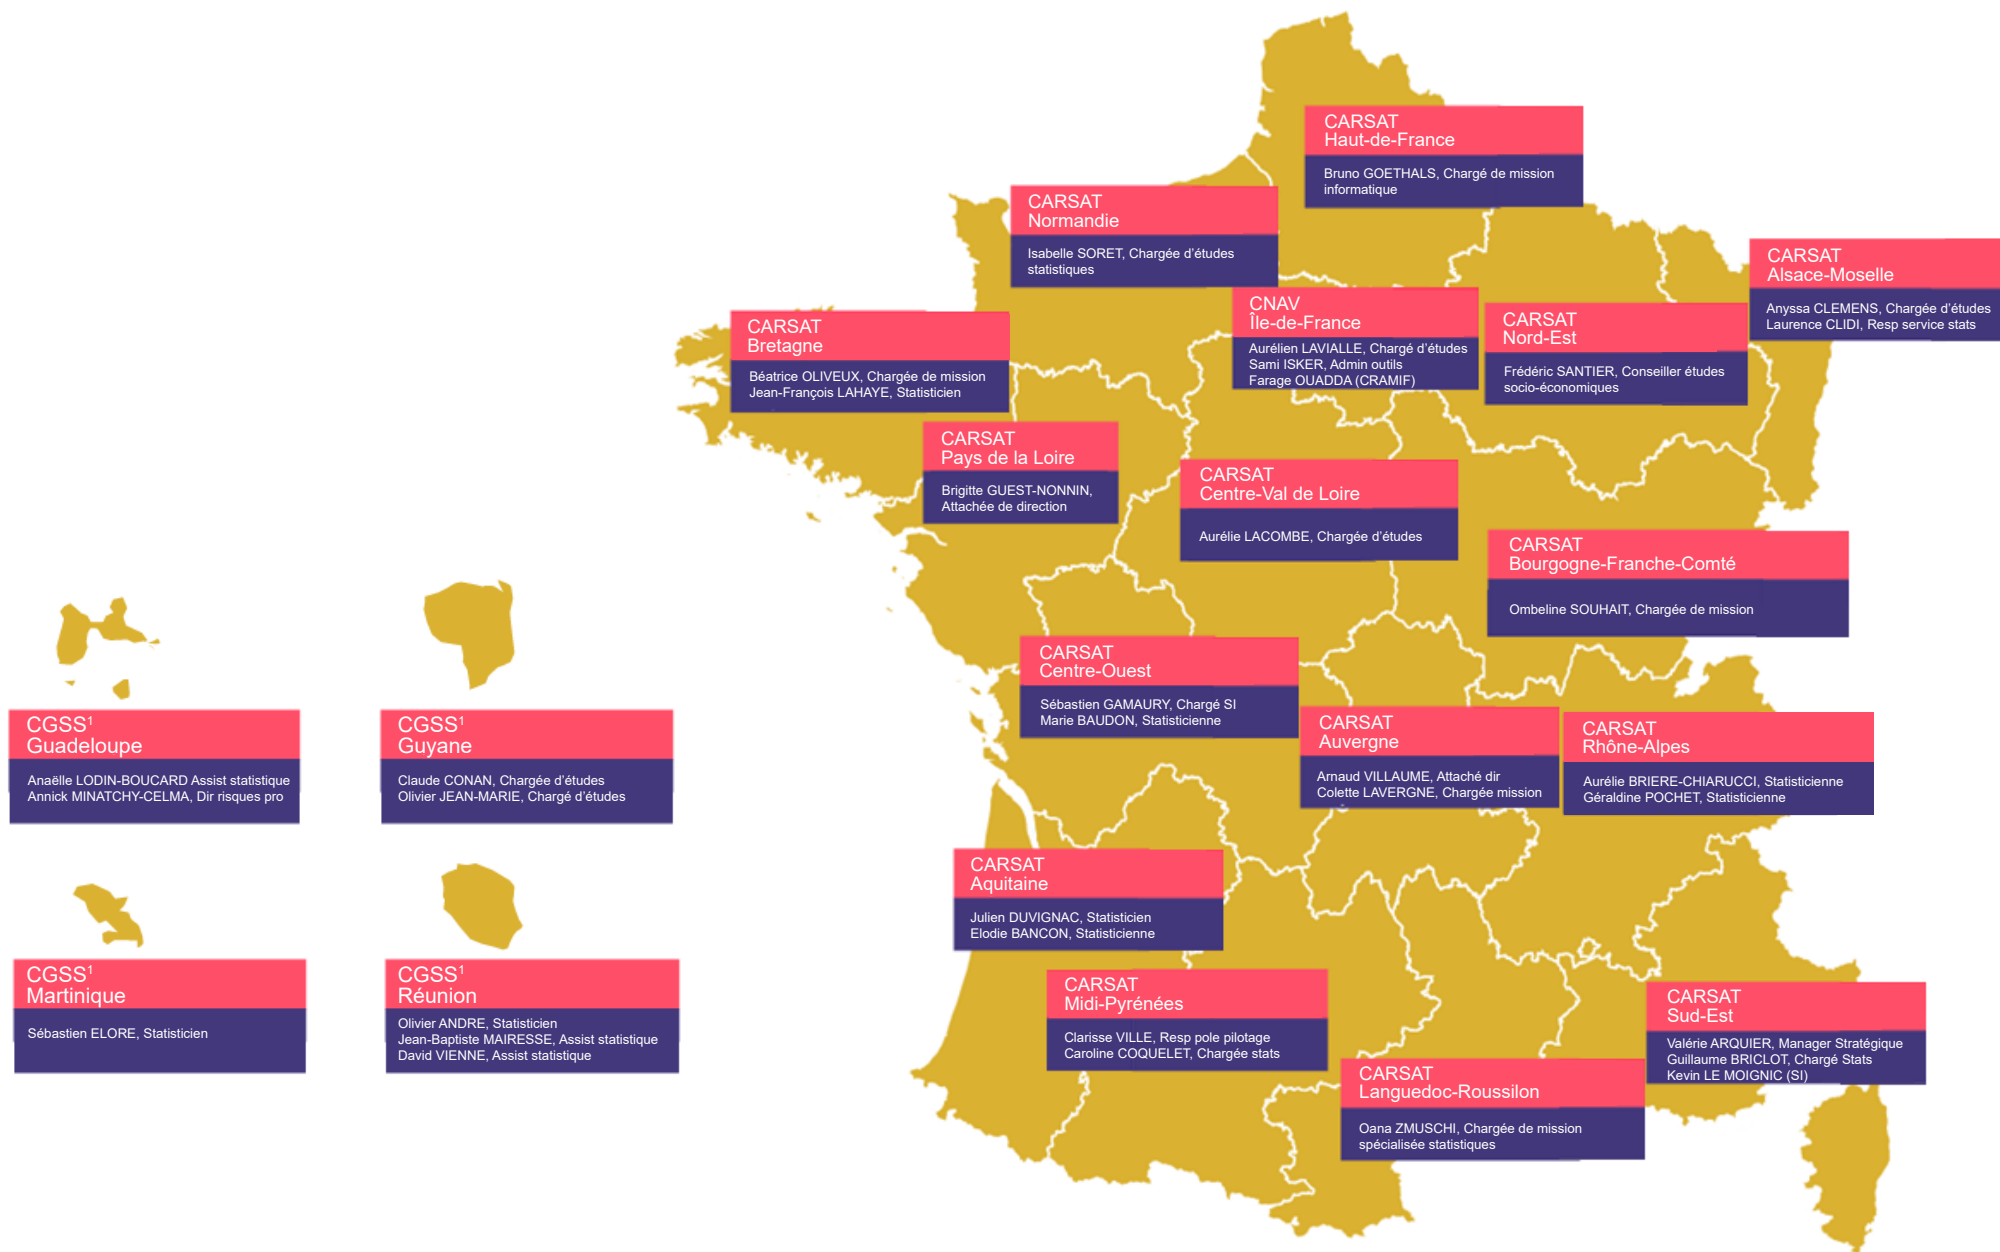 CARSAT
Haut-de-France
Bruno GOETHALS, Chargé de mission
informatique
CARSAT
Normandie
Isabelle SORET, Chargée d'études
statistiques
CARSAT
Alsace-Moselle
Anyssa CLEMENS, Chargée d'études
Laurence CLIDI, Resp service stats
CNAV
Île-de-France
Aurélien LAVIALLE, Chargé d'études
Sami ISKER, Admin outils
Farage OUADDA (CRAMIF)
CARSAT
Nord-Est
Frédéric SANTIER, Conseiller études
socio-économiques
CARSAT
Bretagne
Béatrice OLIVEUX, Chargée de mission
Jean-François LAHAYE, Statisticien
CARSAT
Pays de la Loire
Brigitte GUEST-NONNIN,
Attachée de direction
CARSAT
Centre-Val de Loire
Aurélie LACOMBE, Chargée d'études
CARSAT
Bourgogne-Franche-Comté
Ombeline SOUHAIT, Chargée de mission
CARSAT
Centre-Ouest
Sébastien GAMAURY, Chargé SI
Marie BAUDON, Statisticienne
CARSAT
Auvergne
Arnaud VILLAUME, Attaché dir
Colette LAVERGNE, Chargée mission
CARSAT
Rhône-Alpes
Aurélie BRIERE-CHIARUCCI, Statisticienne
Géraldine POCHET, Statisticienne
CGSS¹
Guadeloupe
Anaëlle LODIN-BOUCARD Assist statistique
Annick MINATCHY-CELMA, Dir risques pro
CGSS¹
Guyane
Claude CONAN, Chargée d'études
Olivier JEAN-MARIE, Chargé d'études
CARSAT
Aquitaine
Julien DUVIGNAC, Statisticien
Elodie BANCON, Statisticienne
CGSS¹
Martinique
Sébastien ELORE, Statisticien
CGSS¹
Réunion
Olivier ANDRE, Statisticien
Jean-Baptiste MAIRESSE, Assist statistique
David VIENNE, Assist statistique
CARSAT
Midi-Pyrénées
Clarisse VILLE, Resp pole pilotage
Caroline COQUELET, Chargée stats
CARSAT
Sud-Est
Valérie ARQUIER, Manager Stratégique
Guillaume BRICLOT, Chargé Stats
Kevin LE MOIGNIC (SI)
CARSAT
Languedoc-Roussilon
Oana ZMUSCHI, Chargée de mission
spécialisée statistiques